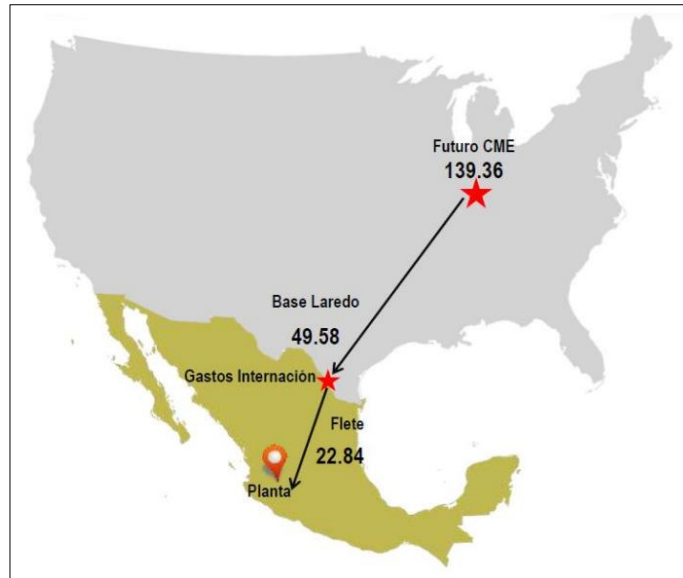 Futuro CME
139.36
Base Laredo
49.58
Gastos Internación
Flete
22.84
Planta